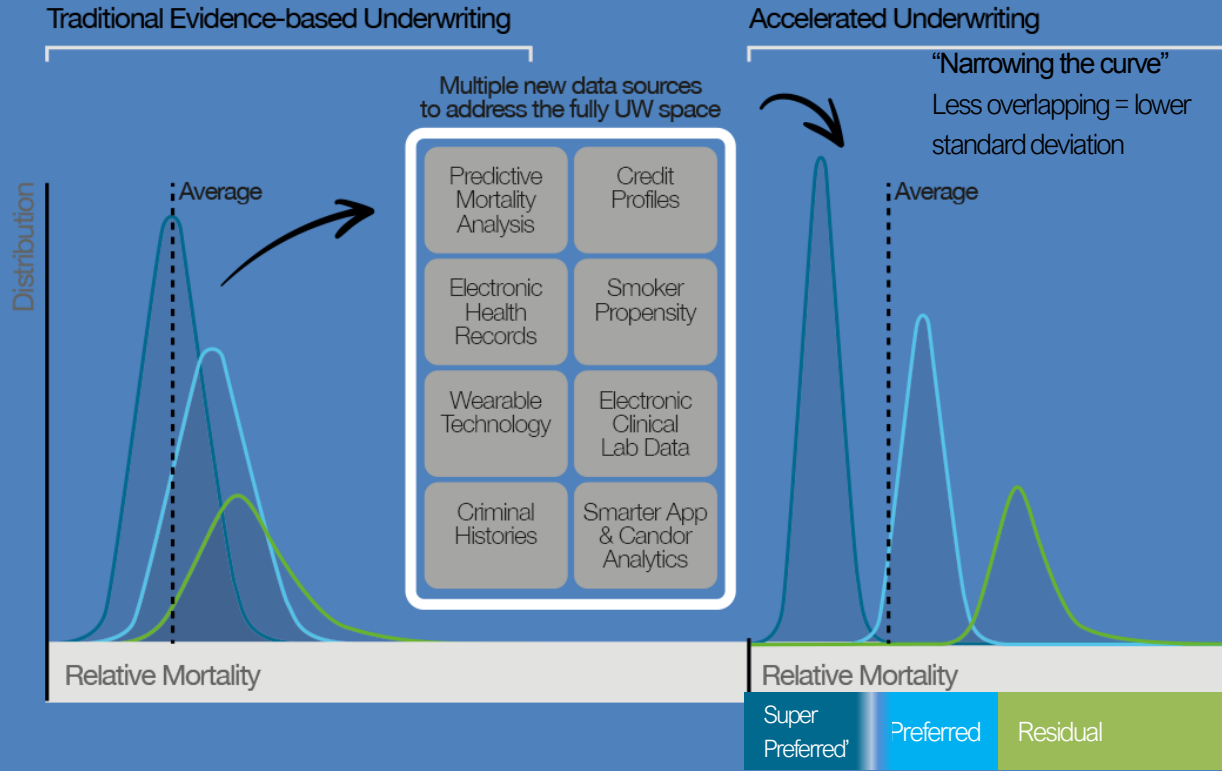 Traditional Evidence-based Underwriting
Accelerated Underwriting
“Narrowing the curve”
Less overlapping = lower
standard deviation
Multiple new data sources
to address the fully UW space
Distribution
Average
Predictive
Mortality
Analysis
Credit
Profiles
Electronic
Health
Records
Smoker
Propensity
Wearable
Technology
Electronic
Clinical
Lab Data
Criminal
Histories
Smarter App
& Candor
Analytics
Average
Relative Mortality
Relative Mortality
Super
Preferred’
Preferred
Residual